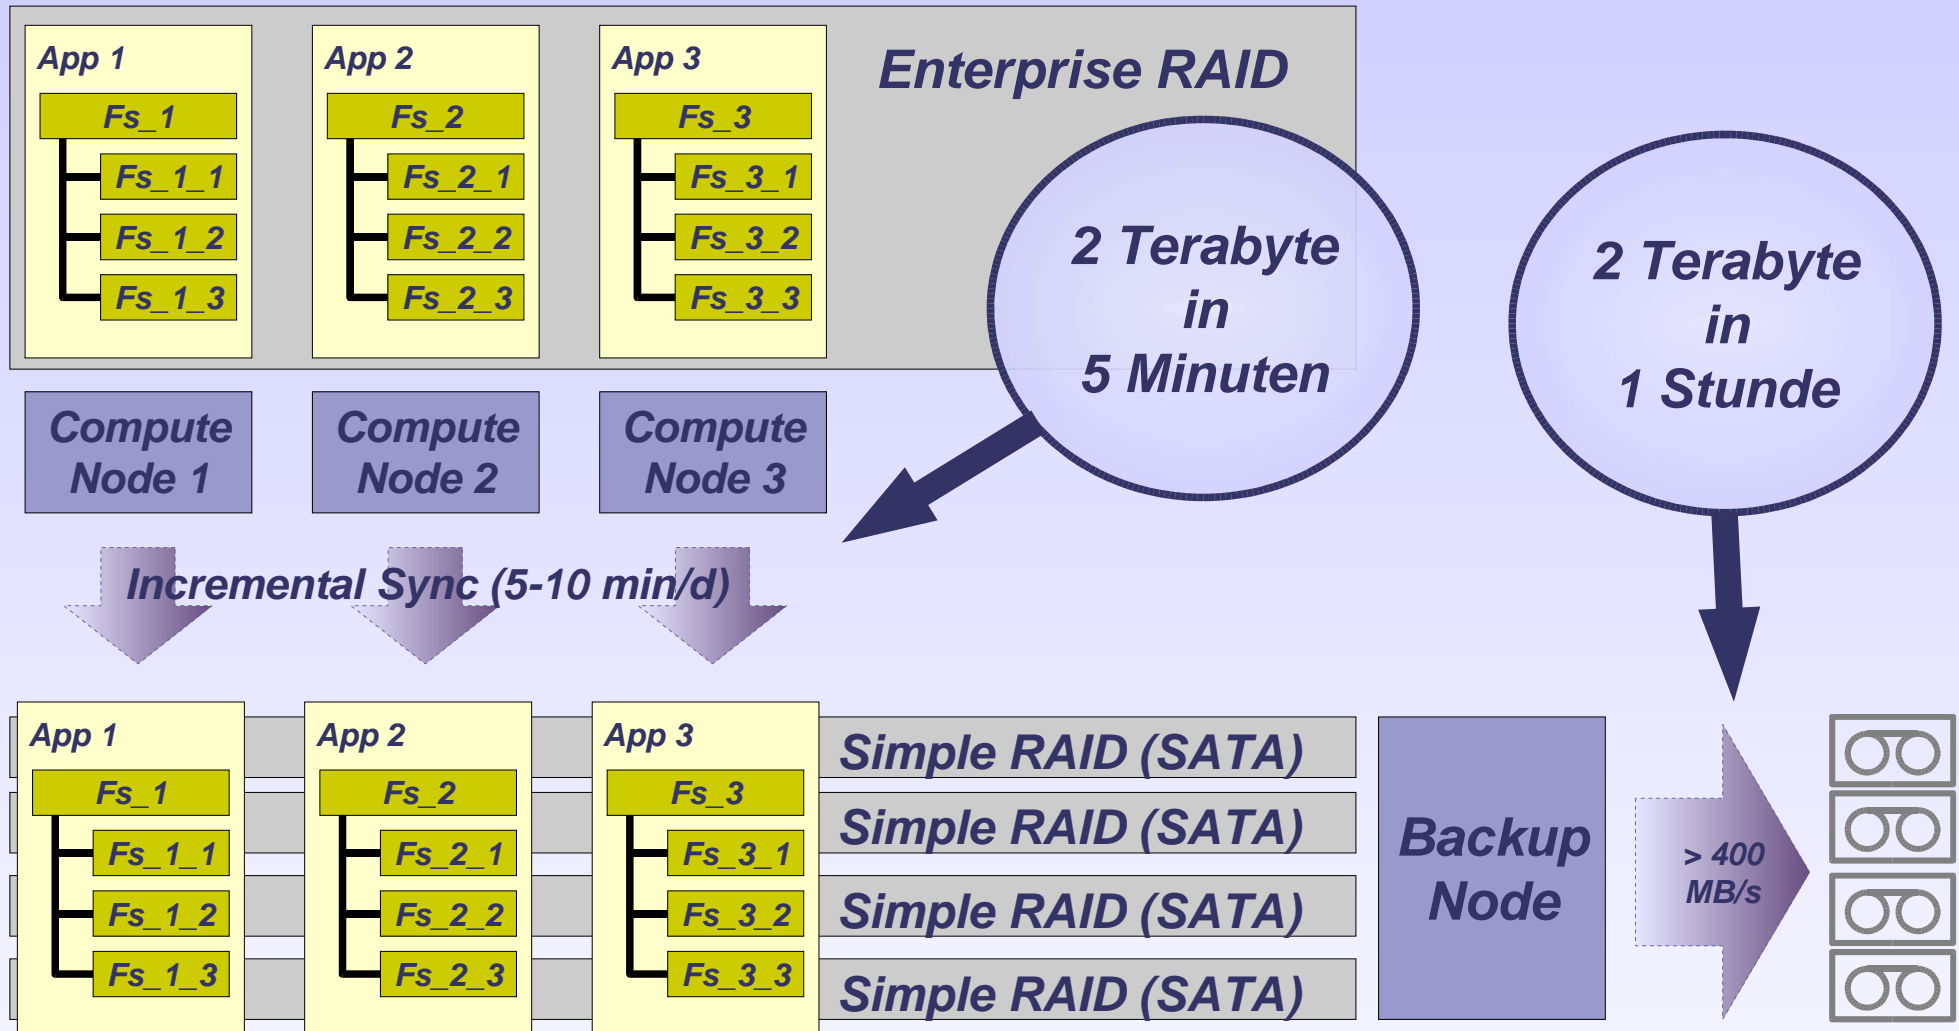 App 1
Fs_1
Fs_1_1
Fs_1_2
Fs_1_3
App 2
Fs_2
Fs_2_1
Fs_2_2
Fs_2_3
App 3
Fs_3
Fs_3_1
Fs_3_2
Fs_3_3
Enterprise RAID
2 Terabyte
in
5 Minuten
2 Terabyte
in
1 Stunde
Compute
Node 1
Compute
Node 2
Compute
Node 3
Incremental Sync (5-10 min/d)
App 1
Fs_1
Fs_1_1
Fs_1_2
Fs_1_3
App 2
Fs_2
Fs_2_1
Fs_2_2
Fs_2_3
App 3
Fs_3
Fs_3_1
Fs_3_2
Fs_3_3
Simple RAID (SATA)
Simple RAID (SATA)
Simple RAID (SATA)
Simple RAID (SATA)
Backup
Node
> 400
MB/s